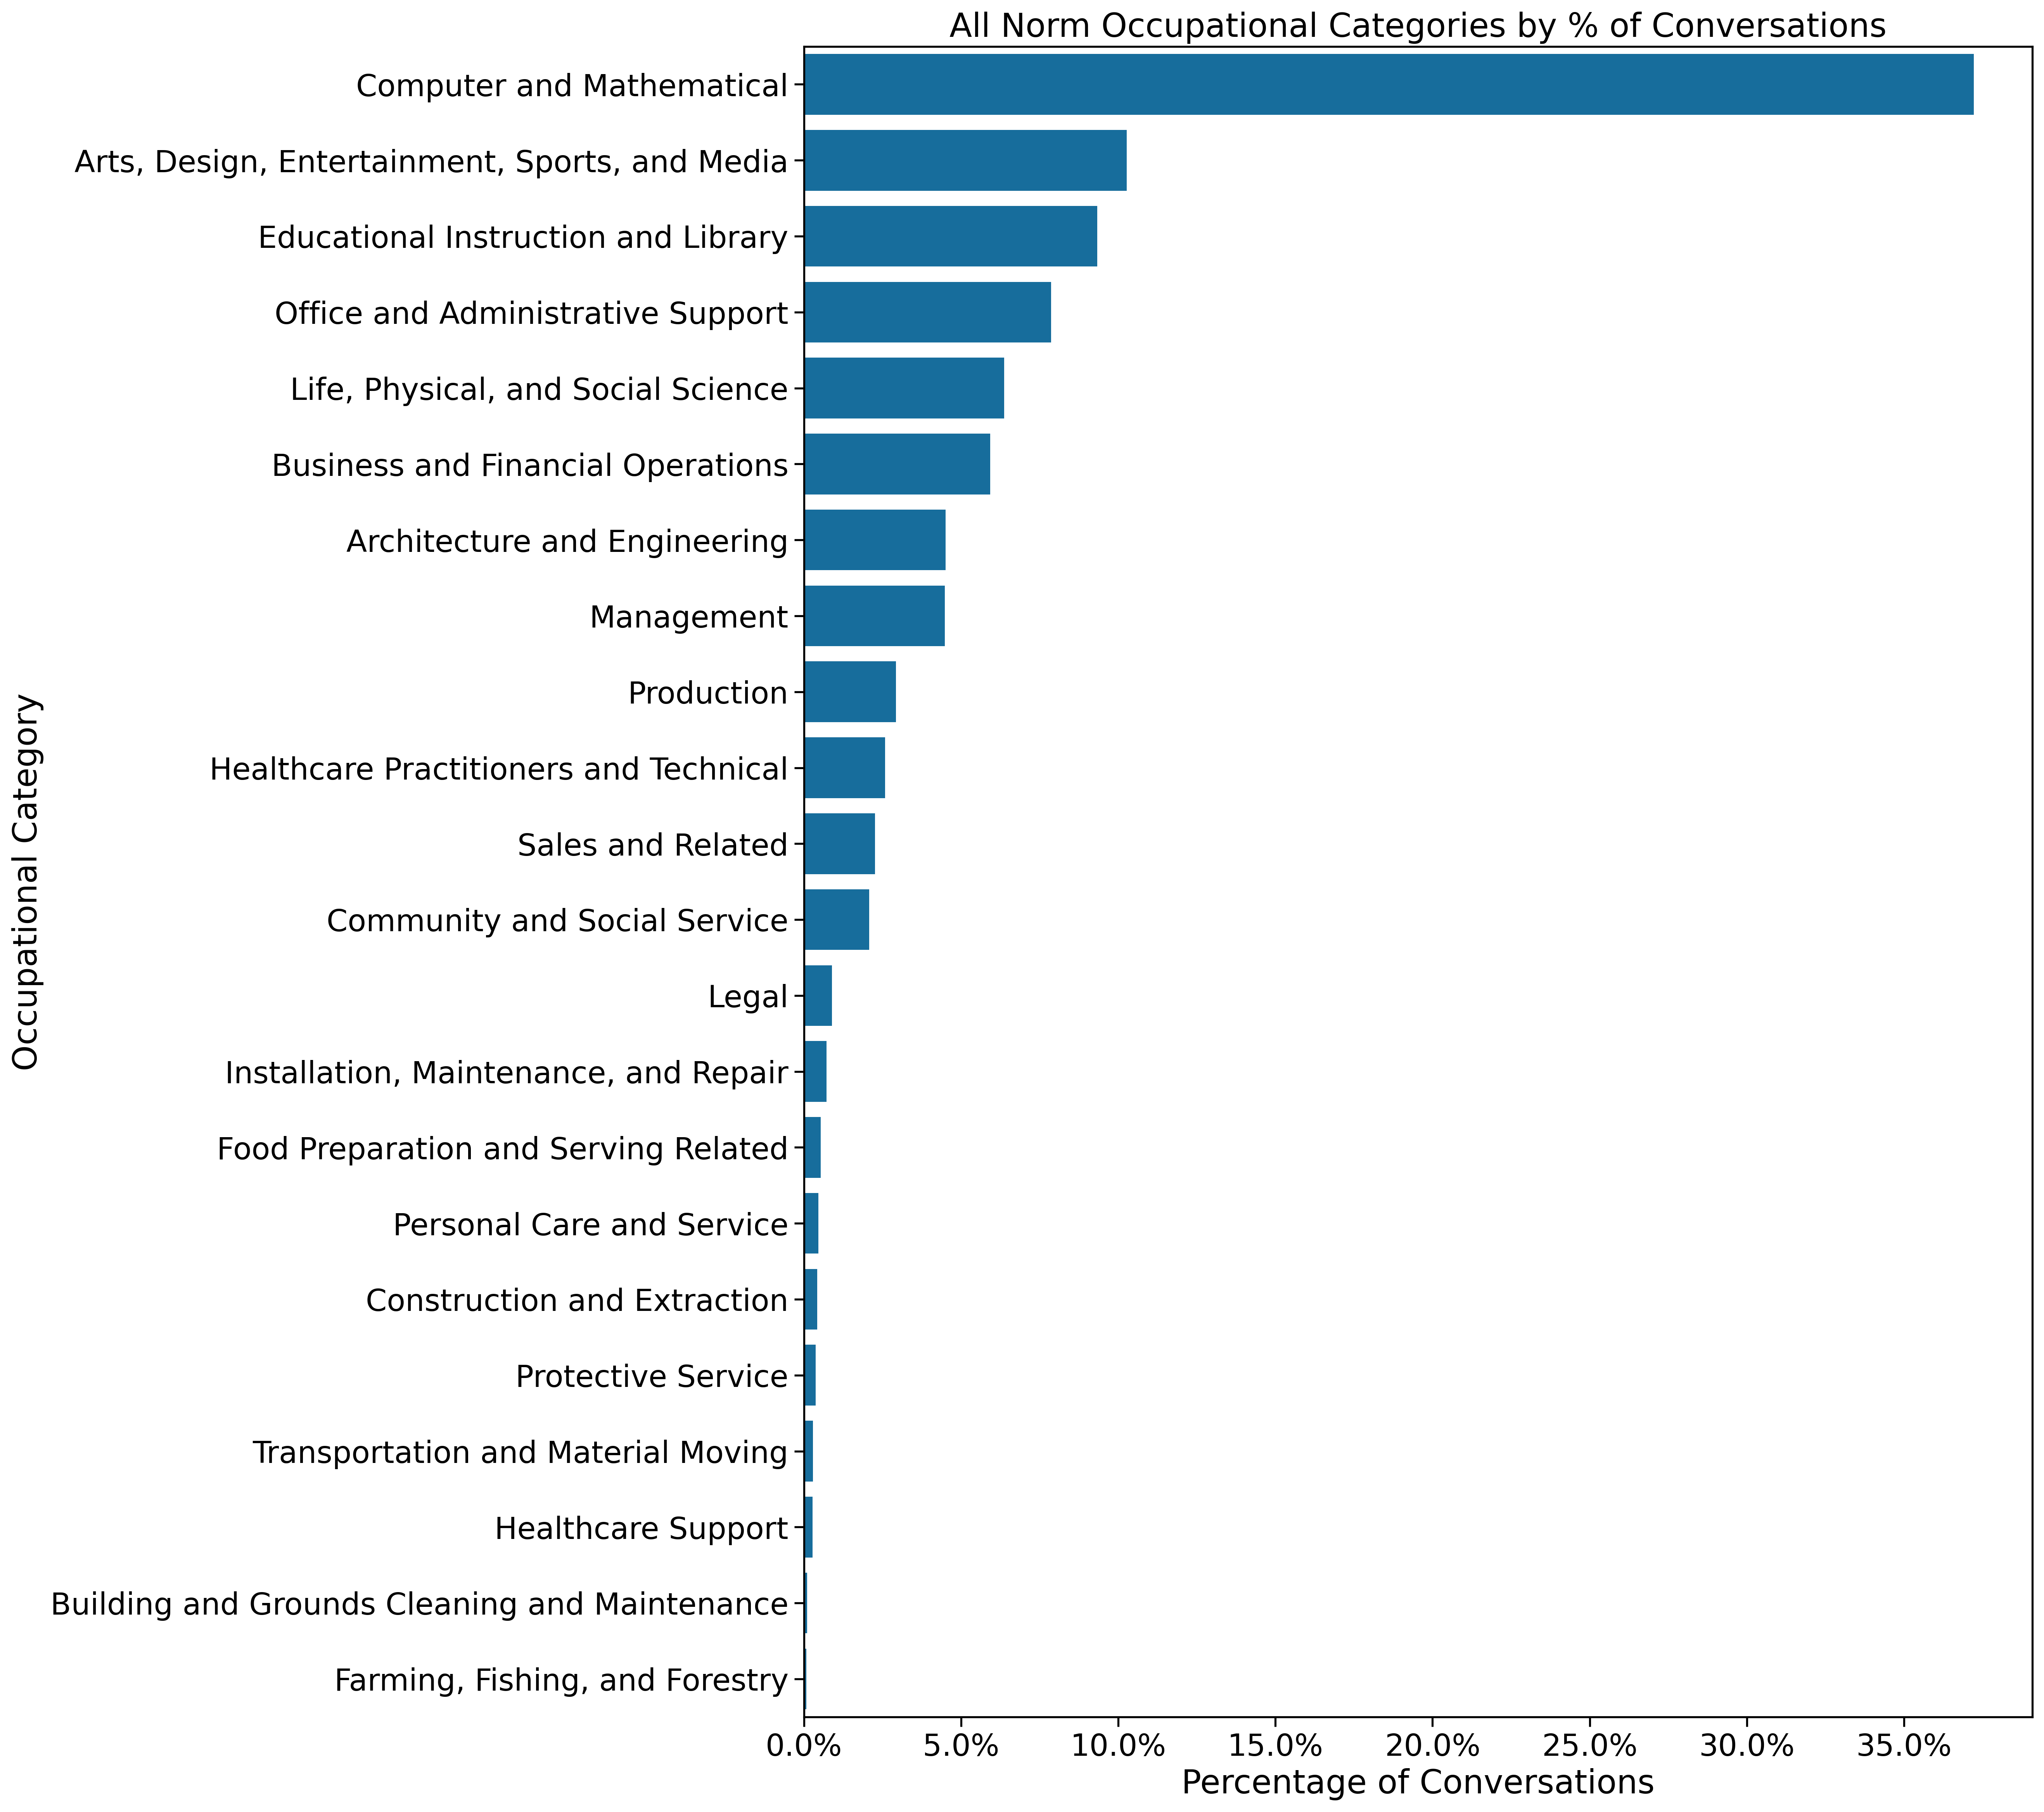 All Norm Occupational Categories by % of Conversations
Occupational Category
Computer and Mathematical
Arts, Design, Entertainment, Sports, and Media
Educational Instruction and Library
Office and Administrative Support
Life, Physical, and Social Science
Business and Financial Operations
Architecture and Engineering
Management
Production
Healthcare Practitioners and Technical
Sales and Related
Community and Social Service
Legal
Installation, Maintenance, and Repair
Food Preparation and Serving Related
Personal Care and Service
Construction and Extraction
Protective Service
Transportation and Material Moving
Healthcare Support
Building and Grounds Cleaning and Maintenance
Farming, Fishing, and Forestry
0.0% 5.0% 10.0% 15.0% 20.0% 25.0% 30.0% 35.0%
Percentage of Conversations